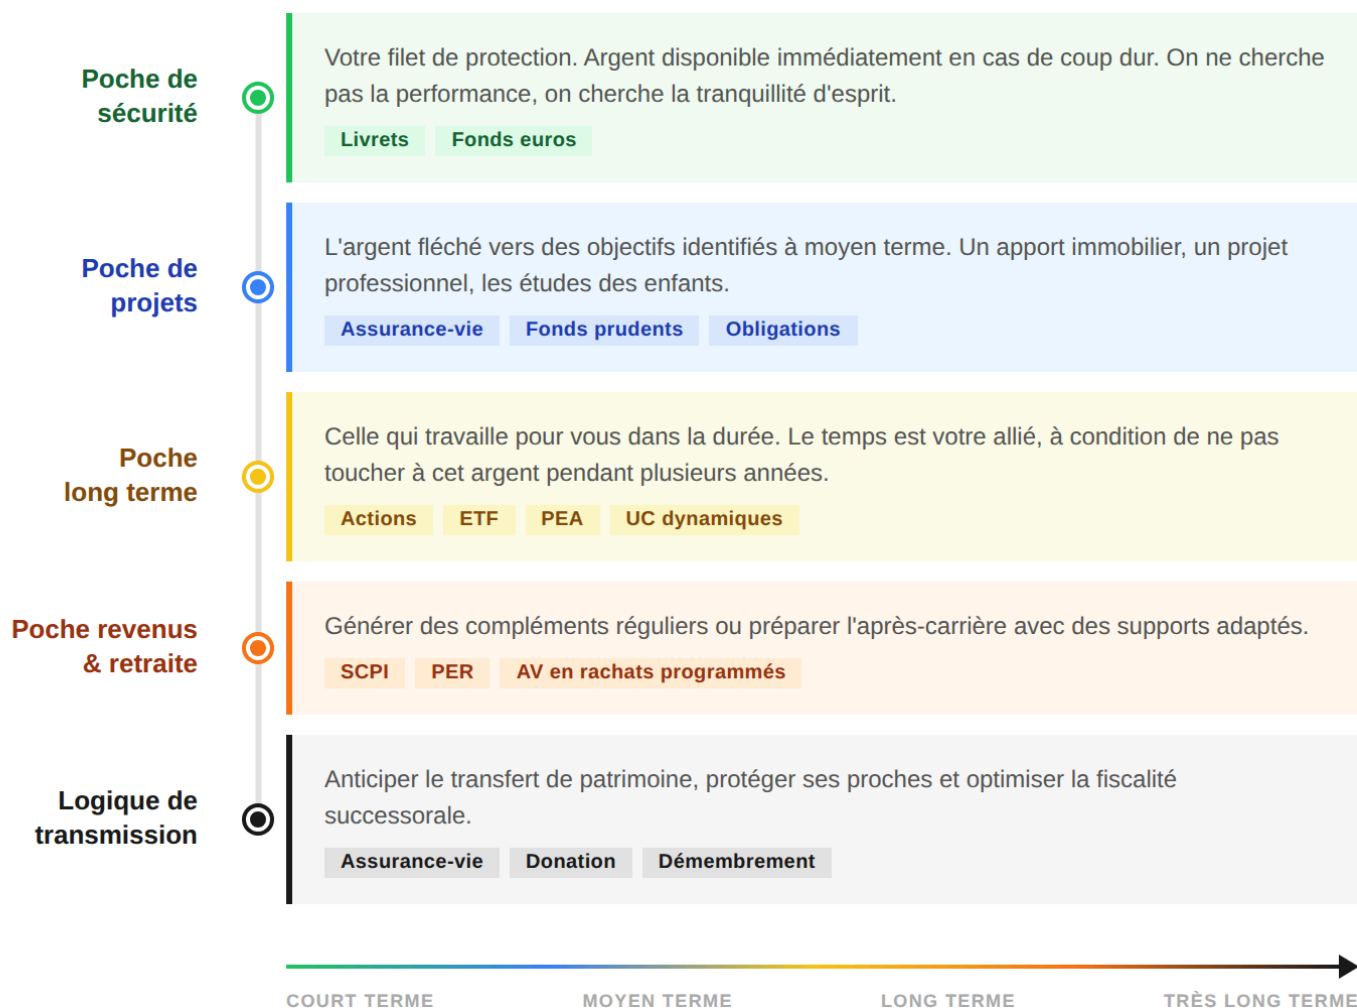 Poche de
sécurité
Votre filet de protection. Argent disponible immédiatement en cas de coup dur. On ne cherche
pas la performance, on cherche la tranquillité d'esprit.
Livrets Fonds euros
Poche de
projets
L'argent fléché vers des objectifs identifiés à moyen terme. Un apport immobilier, un projet
professionnel, les études des enfants.
Assurance-vie Fonds prudents Obligations
Poche
long terme
Celle qui travaille pour vous dans la durée. Le temps est votre allié, à condition de ne pas
toucher à cet argent pendant plusieurs années.
Actions ETF PEA UC dynamiques
Poche revenus
& retraite
Générer des compléments réguliers ou préparer l'après-carrière avec des supports adaptés.
SCPI PER AV en rachats programmés
Logique de
transmission
Anticiper le transfert de patrimoine, protéger ses proches et optimiser la fiscalité
successorale.
Assurance-vie Donation Démembrement
COURT TERME MOYEN TERME LONG TERME TRÈS LONG TERME